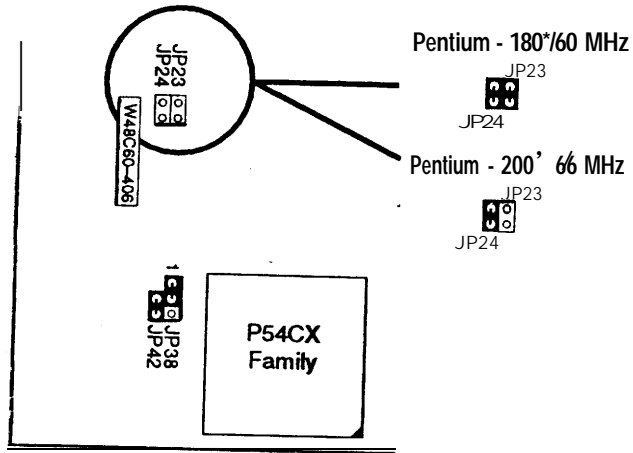 Pentium - 180*/60 MHz
JP23
JP24
Pentium - 200' 66 MHz
JP23
JP24
JP23
JP24
W48C60-406
1
JP38
JP42
P54CX
Family